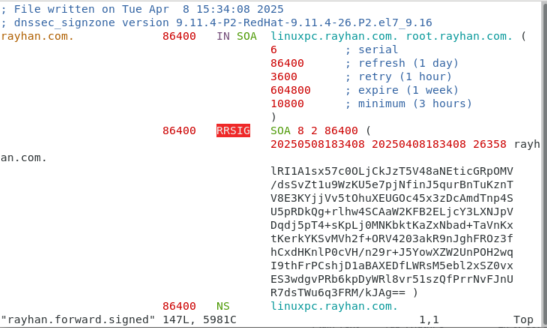 ; File written on Tue Apr  8 15:34:08 2025
; dnssec_signzone version 9.11.4-P2-RedHat-9.11.4-26.P2.el7_9.16
rayhan.com.             86400   IN SOA  linuxpc.rayhan.com. root.rayhan.com. (
                                        6          ; serial
                                        86400      ; refresh (1 day)
                                        3600       ; retry (1 hour)
                                        604800     ; expire (1 week)
                                        10800      ; minimum (3 hours)
                                        )
                        86400   RRSIG   SOA 8 2 86400 (
                                        20250508183408 20250408183408 26358 rayh
an.com.
                                        lRI1A1sx57c0OLjCkJzT5V48aNEticGRpOMV
                                        /dsSvZt1u9WzKU5e7pjNfinJ5qurBnTuKznT
                                        V8E3KYjjVv5tOhuXEUGOc45x3zDcAmdTnp4S
                                        U5pRDkQg+rlhw4SCAaW2KFB2ELjcY3LXNJpV
                                        Dqdj5pT4+sKpLj0MNKbktKaZxNbad+TaVnKx
                                        tKerkYKSvMVh2f+ORV4203akR9nJghFROz3f
                                        hCxdHKnlP0cVH/n29r+J5YowXZW2UnPOH2wq
                                        I9thFrPCshjD1aBAXEDfLWRsM5ebl2xSZ0vx
                                        ES3wdgvPRb6kpDyWRl8vr51szQfPrrNvFJnU
                                        R7dsTWu6q3FRM/kJAg== )
                        86400   NS      linuxpc.rayhan.com.
"rayhan.forward.signed" 147L, 5981C                           1,1           Top